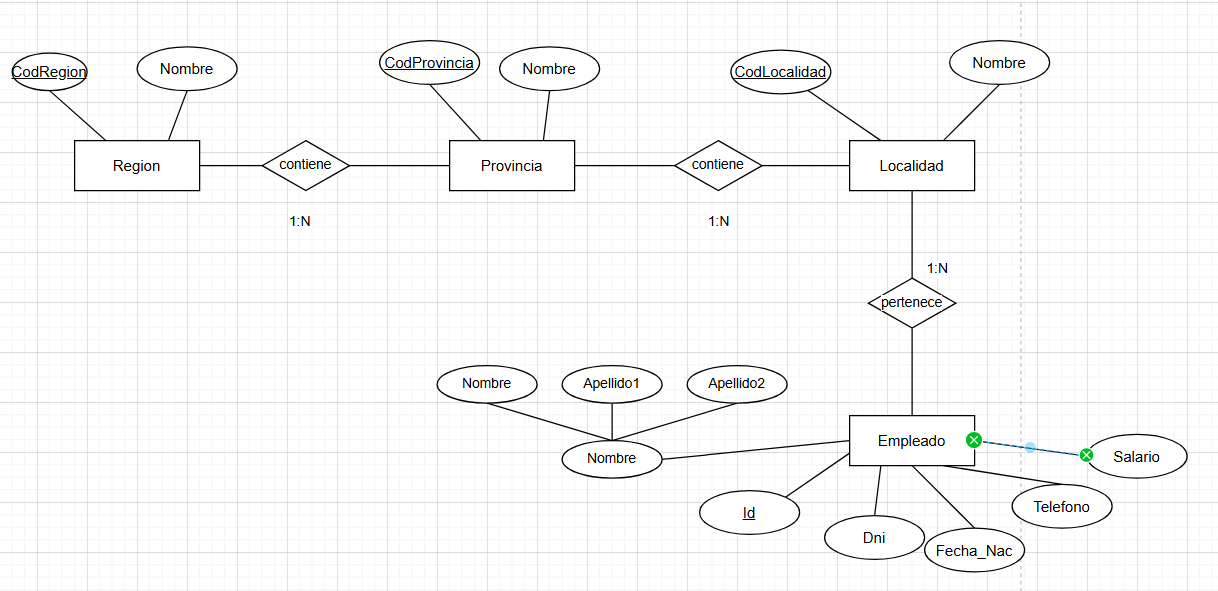 CodRegion
Nombre
CodProvincia
Nombre
CodLocalidad
Nombre
Region
contiene
Provincia
contiene
Localidad
1:N
1:N
1:N
pertenece
Nombre
Apellido1
Apellido2
Nombre
Empleado
Salario
Id
Dni
Fecha_Nac
Telefono